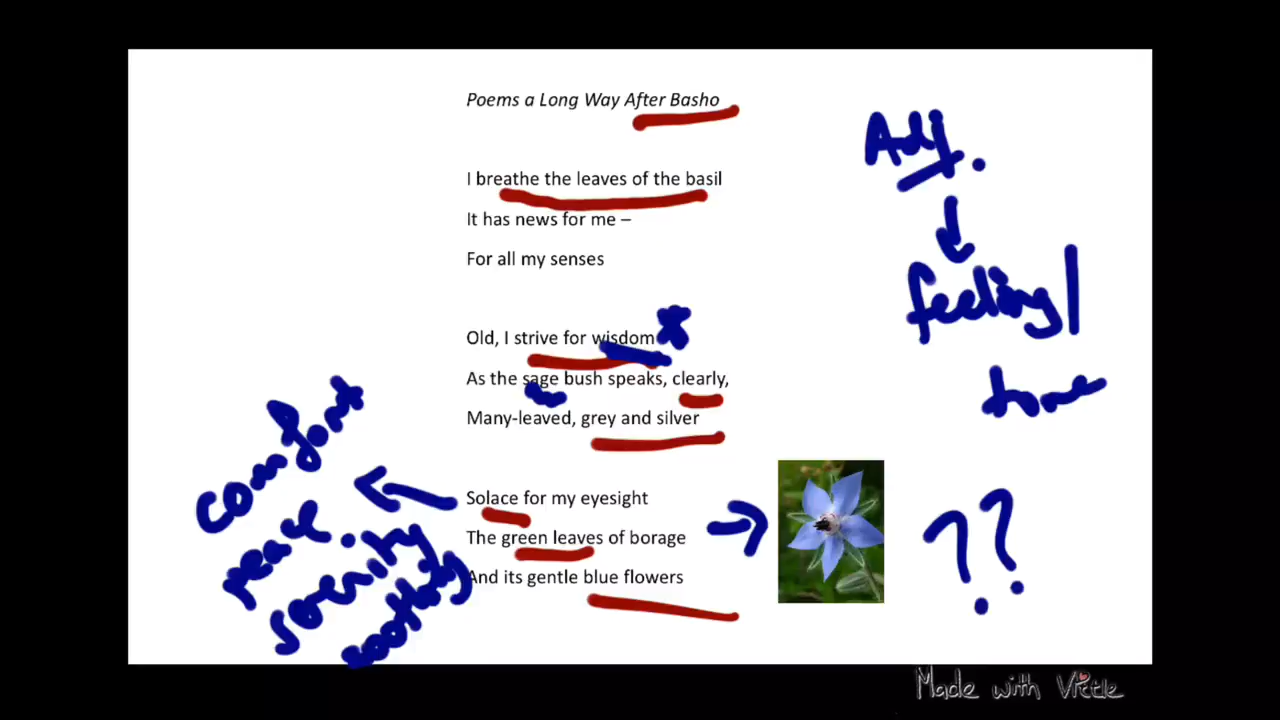 Poems a Long Way After Basho
I breathe the leaves of the basil
It has news for me –
For all my senses
Old, I strive for wisdom
As the sage bush speaks, clearly,
Many-leaved, grey and silver
Solace for my eyesight
The green leaves of borage
And its gentle blue flowers
Adj.
feeling/
tone
comfort
peace.
serenity
soothing
??
Made with Vittle